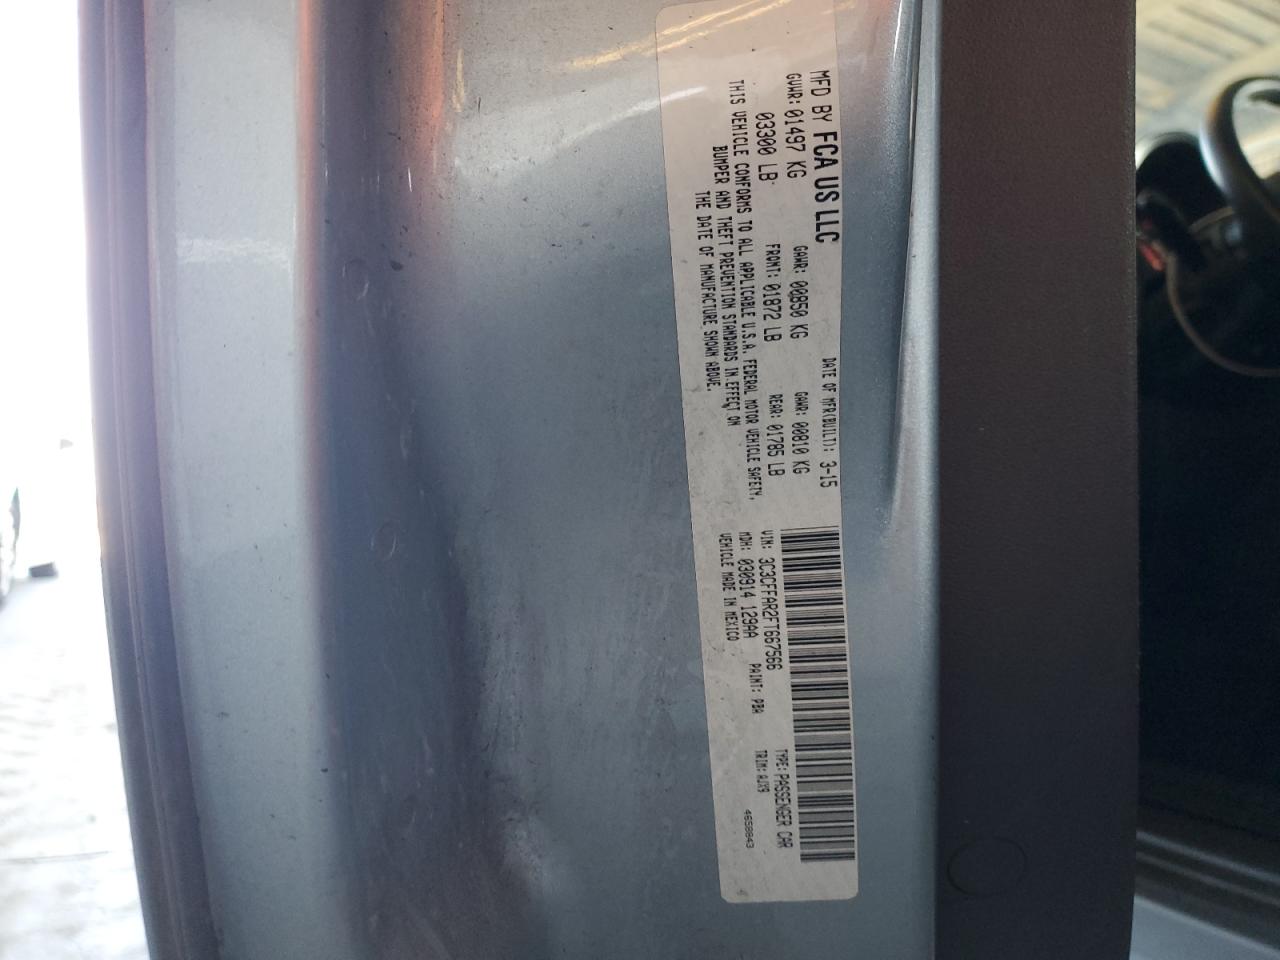 MFD BY FCA US LLC
DATE OF MFR(BUILT): 3-15
GVWR: 01497 KG GAWR: 00850 KG GAWR: 00810 KG
03300 LB FRONT: 01872 LB REAR: 01785 LB
THIS VEHICLE CONFORMS TO ALL APPLICABLE U.S.A. FEDERAL MOTOR VEHICLE SAFETY,
BUMPER AND THEFT PREVENTION STANDARDS IN EFFECT ON
THE DATE OF MANUFACTURE SHOWN ABOVE.
VIN: 3C3CFFAR2FT667566 TYPE: PASSENGER CAR
MDH: 030914 129AA PAINT: PBA TRIM: AJX9
VEHICLE MADE IN MEXICO 4658843